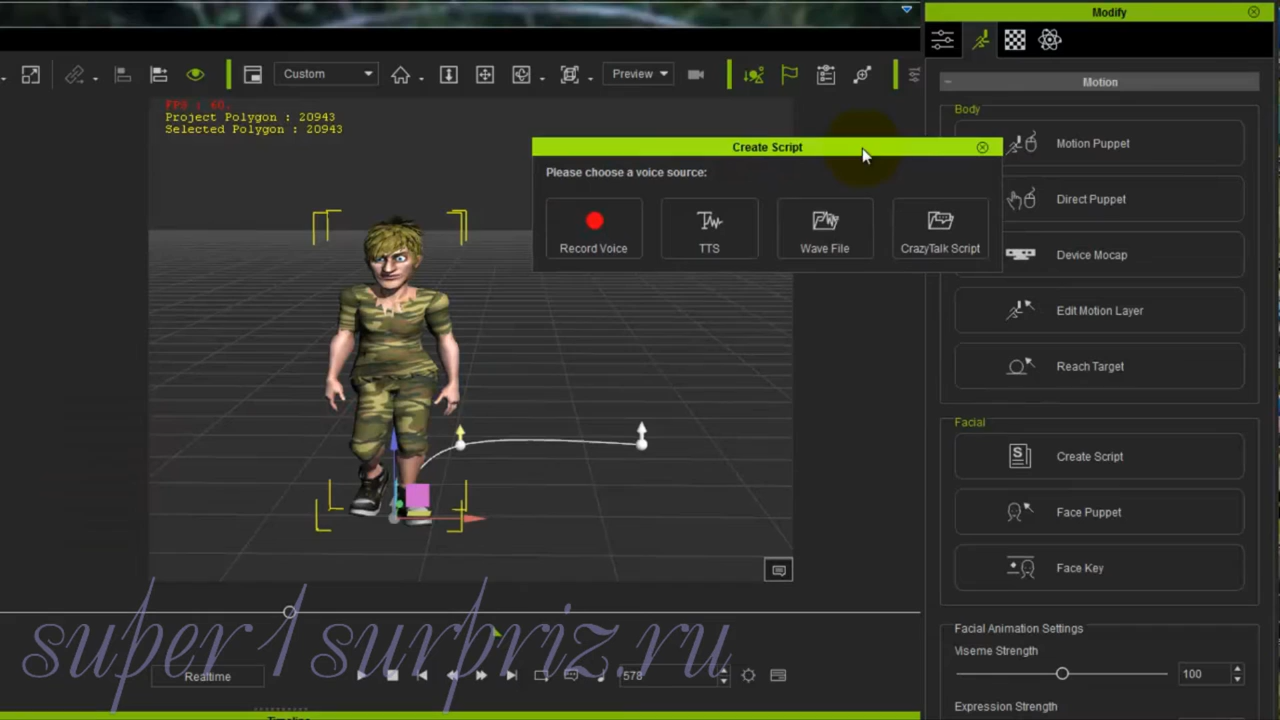 Modify
Custom
Preview
FPS : 60.
Project Polygon : 20943
Selected Polygon : 20943
Motion
Body
Motion Puppet
Direct Puppet
Device Mocap
Edit Motion Layer
Reach Target
Create Script
Please choose a voice source:
Record Voice
TTS
Wave File
CrazyTalk Script
Facial
Create Script
Face Puppet
Face Key
Facial Animation Settings
Viseme Strength
100
Expression Strength
super1surpriz.ru
Realtime
578
Timeline